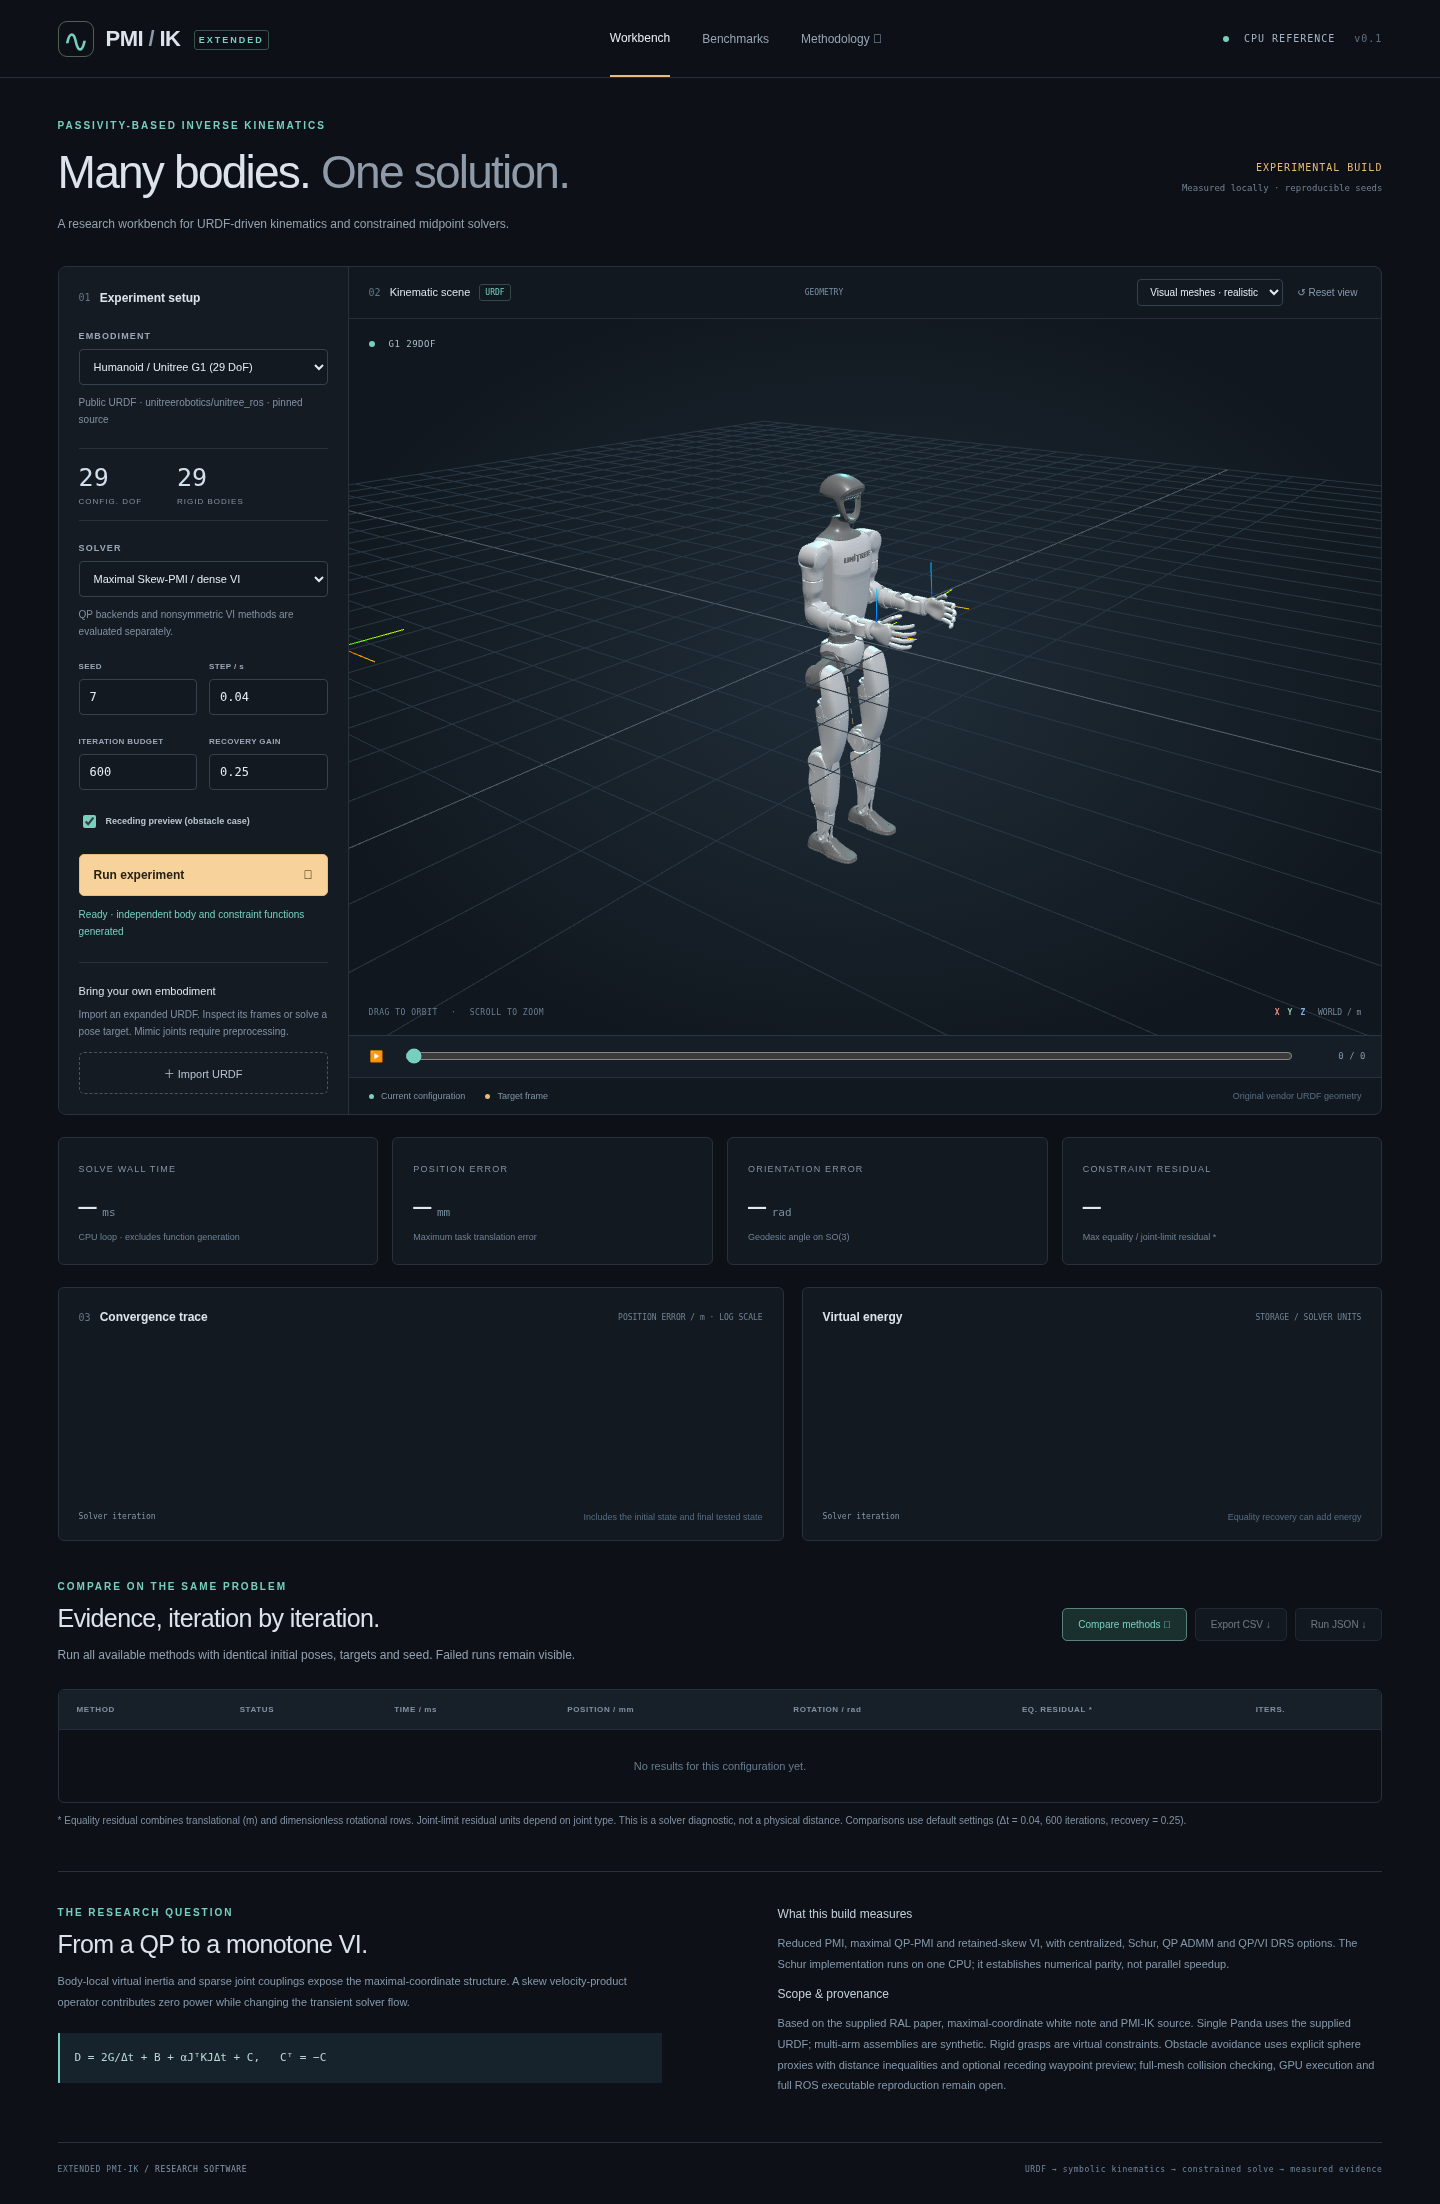 PMI / IK EXTENDED
Workbench Benchmarks Methodology
CPU REFERENCE v0.1
PASSIVITY-BASED INVERSE KINEMATICS
Many bodies. One solution.
EXPERIMENTAL BUILD
Measured locally · reproducible seeds
A research workbench for URDF-driven kinematics and constrained midpoint solvers.
01 Experiment setup
EMBODIMENT
Humanoid / Unitree G1 (29 DoF)
Public URDF · unitreerobotics/unitree_ros · pinned
source
29 29
CONFIG. DOF RIGID BODIES
SOLVER
Maximal Skew-PMI / dense VI
QP backends and nonsymmetric VI methods are
evaluated separately.
SEED STEP / s
7 0.04
ITERATION BUDGET RECOVERY GAIN
600 0.25
Receding preview (obstacle case)
Run experiment
Ready · independent body and constraint functions
generated
Bring your own embodiment
Import an expanded URDF. Inspect its frames or solve a
pose target. Mimic joints require preprocessing.
+ Import URDF
02 Kinematic scene URDF
GEOMETRY
Visual meshes · realistic
↺ Reset view
G1 29DOF
UNITREE
DRAG TO ORBIT · SCROLL TO ZOOM
X Y Z WORLD / m
0 / 0
Current configuration Target frame
Original vendor URDF geometry
SOLVE WALL TIME
— ms
CPU loop · excludes function generation
POSITION ERROR
— mm
Maximum task translation error
ORIENTATION ERROR
— rad
Geodesic angle on SO(3)
CONSTRAINT RESIDUAL
—
Max equality / joint-limit residual *
03 Convergence trace
POSITION ERROR / m · LOG SCALE
Solver iteration
Includes the initial state and final tested state
Virtual energy
STORAGE / SOLVER UNITS
Solver iteration
Equality recovery can add energy
COMPARE ON THE SAME PROBLEM
Evidence, iteration by iteration.
Run all available methods with identical initial poses, targets and seed. Failed runs remain visible.
Compare methods
Export CSV ↓
Run JSON ↓
METHOD STATUS TIME / ms POSITION / mm ROTATION / rad EQ. RESIDUAL * ITERS.
No results for this configuration yet.
* Equality residual combines translational (m) and dimensionless rotational rows. Joint-limit residual units depend on joint type. This is a solver diagnostic, not a physical distance. Comparisons use default settings (Δt = 0.04, 600 iterations, recovery = 0.25).
THE RESEARCH QUESTION
From a QP to a monotone VI.
Body-local virtual inertia and sparse joint couplings expose the maximal-coordinate structure. A skew velocity-product
operator contributes zero power while changing the transient solver flow.
D = 2G/Δt + B + αJᵀKJΔt + C, Cᵀ = −C
What this build measures
Reduced PMI, maximal QP-PMI and retained-skew VI, with centralized, Schur, QP ADMM and QP/VI DRS options. The
Schur implementation runs on one CPU; it establishes numerical parity, not parallel speedup.
Scope & provenance
Based on the supplied RAL paper, maximal-coordinate white note and PMI-IK source. Single Panda uses the supplied
URDF; multi-arm assemblies are synthetic. Rigid grasps are virtual constraints. Obstacle avoidance uses explicit sphere
proxies with distance inequalities and optional receding waypoint preview; full-mesh collision checking, GPU execution and
full ROS executable reproduction remain open.
EXTENDED PMI-IK / RESEARCH SOFTWARE
URDF → symbolic kinematics → constrained solve → measured evidence